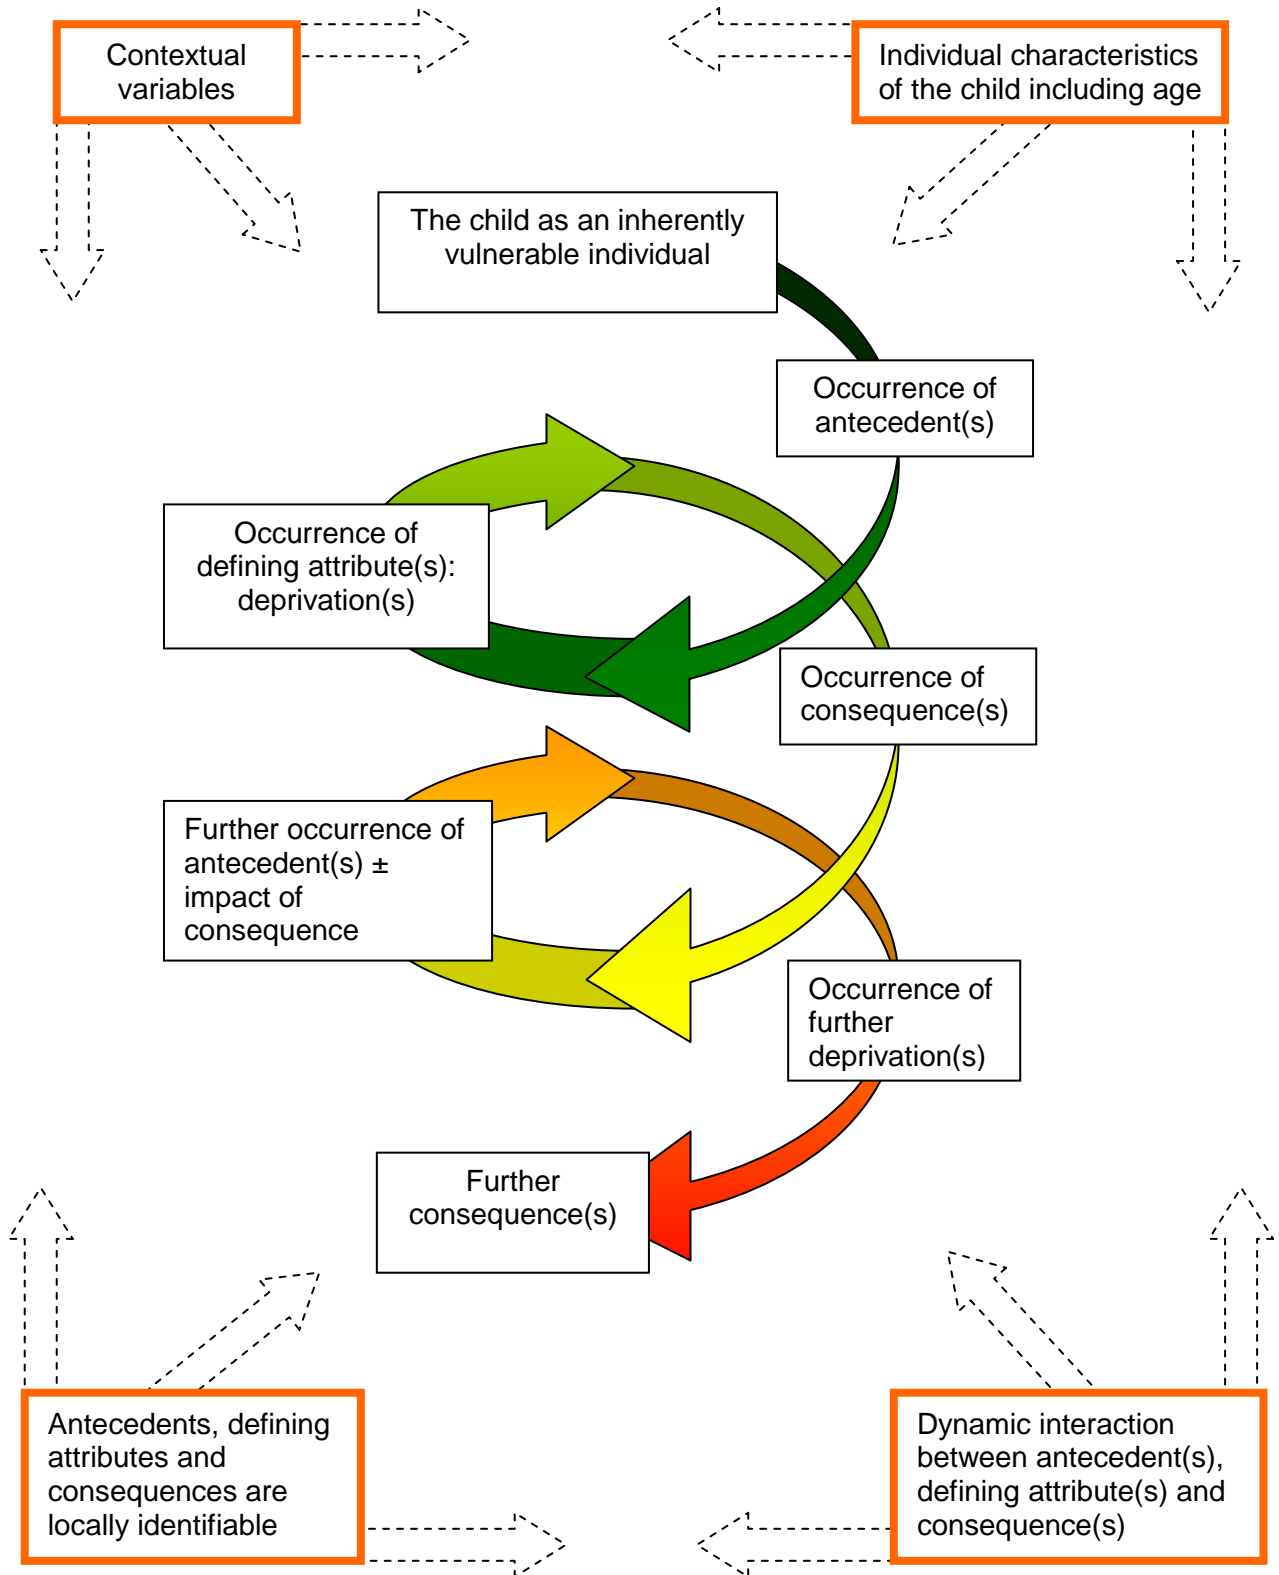 Contextual
variables
Individual characteristics
of the child including age
The child as an inherently
vulnerable individual
Occurrence of
antecedent(s)
Occurrence of
defining attribute(s):
deprivation(s)
Occurrence of
consequence(s)
Further occurrence of
antecedent(s) ±
impact of
consequence
Occurrence of
further
deprivation(s)
Further
consequence(s)
Antecedents, defining
attributes and
consequences are
locally identifiable
Dynamic interaction
between antecedent(s),
defining attribute(s) and
consequence(s)